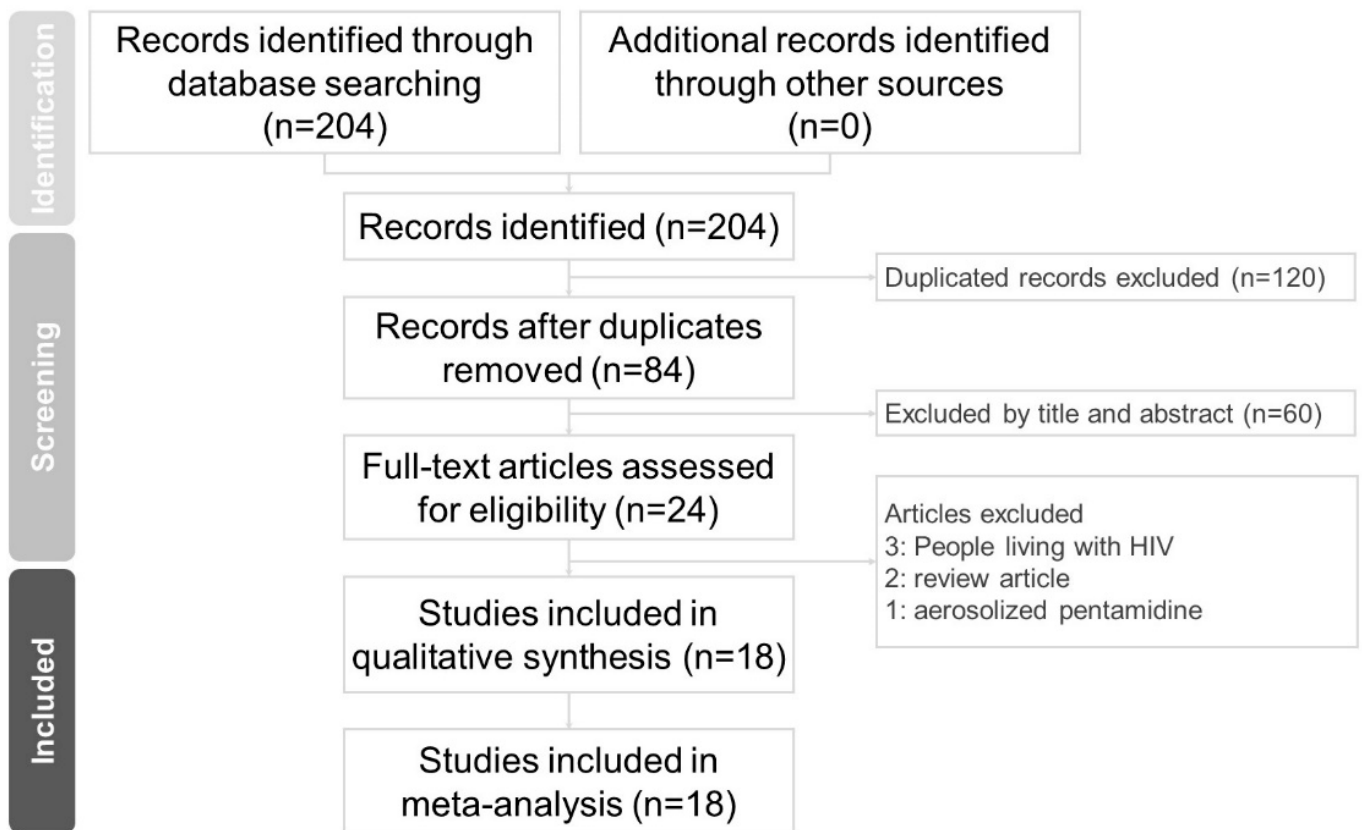 Identification
Records identified through
database searching
(n=204)
Additional records identified
through other sources
(n=0)
Records identified (n=204)
Screening
Duplicated records excluded (n=120)
Records after duplicates
removed (n=84)
Excluded by title and abstract (n=60)
Full-text articles assessed
for eligibility (n=24)
Articles excluded
3: People living with HIV
2: review article
1: aerosolized pentamidine
Included
Studies included in
qualitative synthesis (n=18)
Studies included in
meta-analysis (n=18)